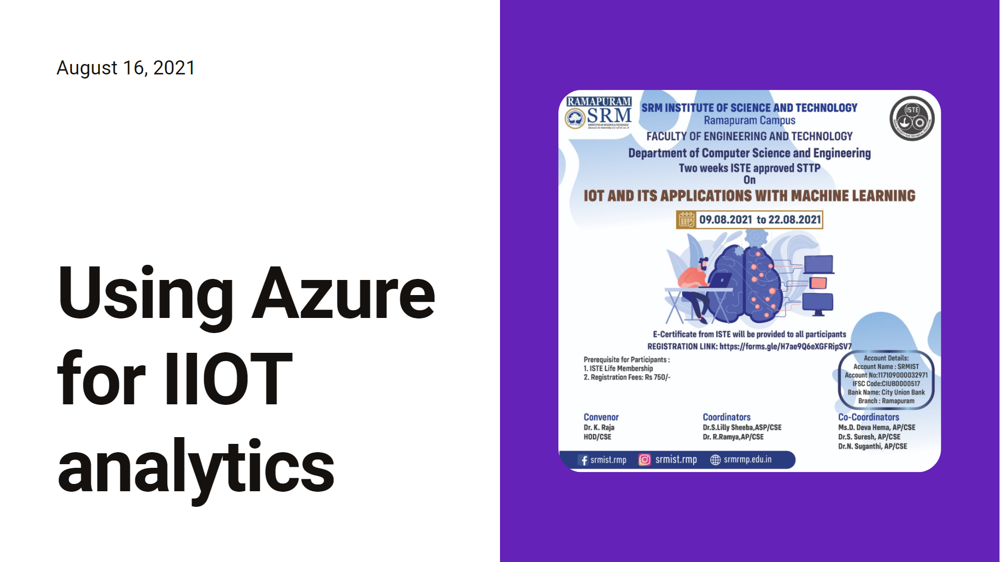 August 16, 2021
Using Azure
for IIOT
analytics
RAMAPURAM
SRM
SRM INSTITUTE OF SCIENCE AND TECHNOLOGY
Ramapuram Campus
FACULTY OF ENGINEERING AND TECHNOLOGY
Department of Computer Science and Engineering
Two weeks ISTE approved STTP
On
IOT AND ITS APPLICATIONS WITH MACHINE LEARNING
ISTE
09.08.2021 to 22.08.2021
E-Certificate from ISTE will be provided to all participants
REGISTRATION LINK: https://forms.gle/H7ae9Q6eXGFRipSV7
Prerequisite for Participants :
1. ISTE Life Membership
2. Registration Fees: Rs 750/-
Account Details:
Account Name : SRMIST
Account No:117109000032971
IFSC Code:CIUB0000517
Bank Name: City Union Bank
Branch : Ramapuram
Convenor
Dr. K. Raja
HOD/CSE
Coordinators
Dr.S.Lilly Sheeba,ASP/CSE
Dr. R.Ramya,AP/CSE
Co-Coordinators
Ms.D. Deva Hema, AP/CSE
Dr.S. Suresh, AP/CSE
Dr.N. Suganthi, AP/CSE
srmist.rmp
srmist.rmp
srmrmp.edu.in